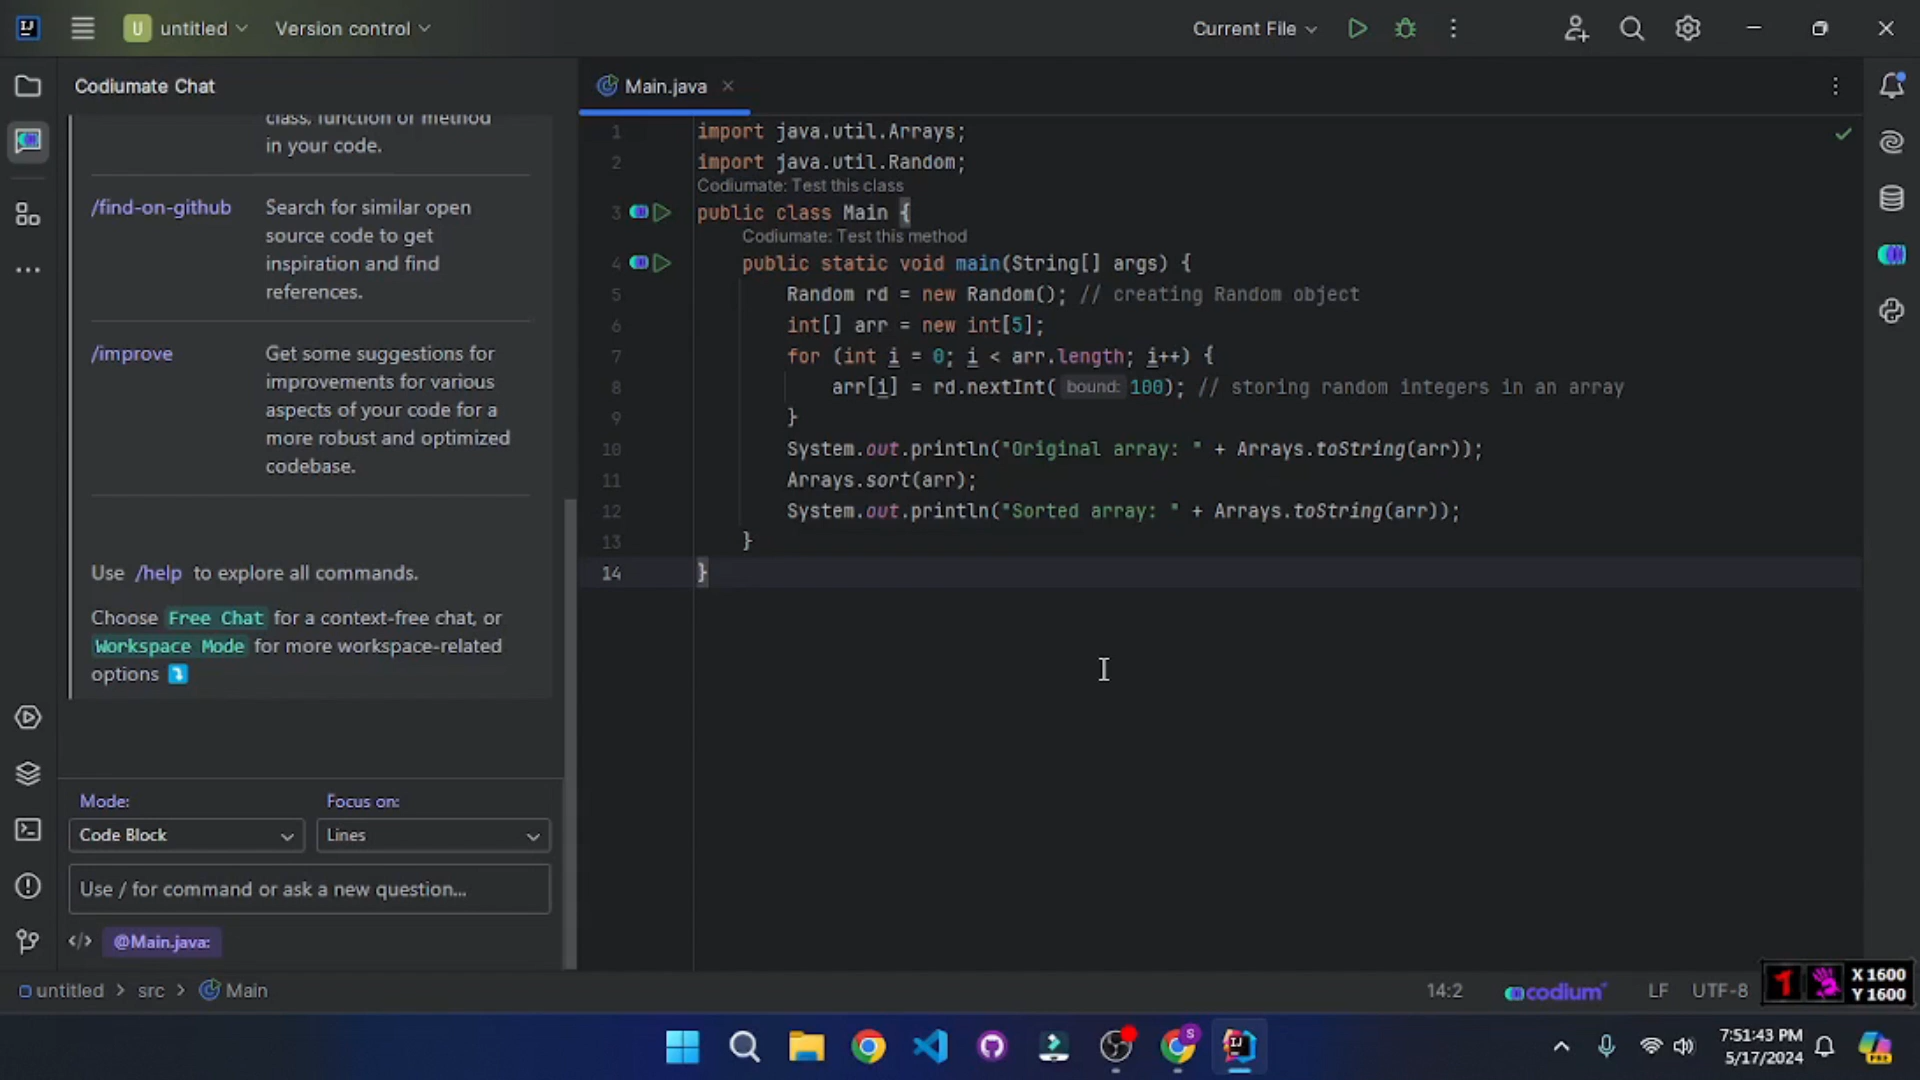 IJ
U untitled
Version control
Current File
Codiumate Chat
class, function or method
in your code.
/find-on-github
Search for similar open
source code to get
inspiration and find
references.
/improve
Get some suggestions for
improvements for various
aspects of your code for a
more robust and optimized
codebase.
Use /help to explore all commands.
Choose Free Chat for a context-free chat, or
Workspace Mode for more workspace-related
options
Mode:
Focus on:
Code Block
Lines
Use / for command or ask a new question...
</> @Main.java:
Main.java
1 import java.util.Arrays;
2 import java.util.Random;
Codiumate: Test this class
3 public class Main {
Codiumate: Test this method
4 public static void main(String[] args) {
5 Random rd = new Random(); // creating Random object
6 int[] arr = new int[5];
7 for (int i = 0; i < arr.length; i++) {
8 arr[i] = rd.nextInt( bound: 100); // storing random integers in an array
9 }
10 System.out.println("Original array: " + Arrays.toString(arr));
11 Arrays.sort(arr);
12 System.out.println("Sorted array: " + Arrays.toString(arr));
13 }
14 }
untitled > src > Main
14:2
codium
LF
UTF-8
X 1600
Y 1600
7:51:43 PM
5/17/2024
S
IJ
PRE